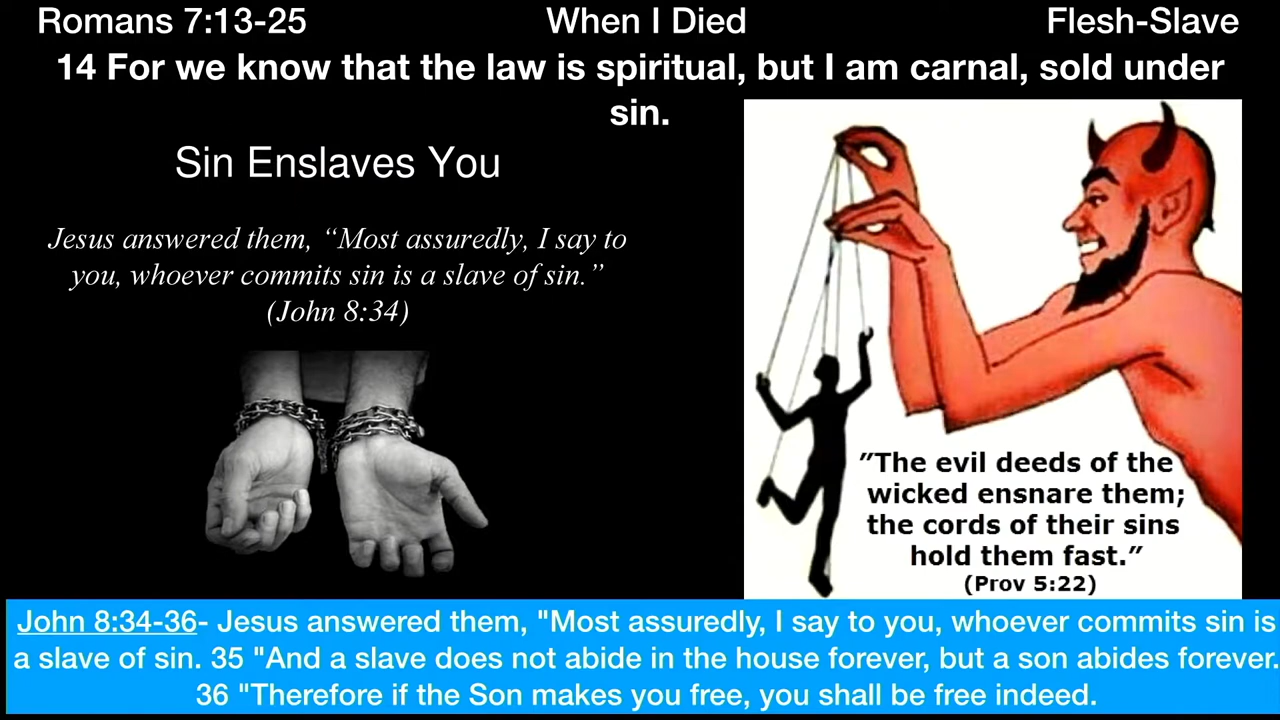 Romans 7:13-25 When I Died Flesh-Slave
14 For we know that the law is spiritual, but I am carnal, sold under
sin.
Sin Enslaves You
Jesus answered them, “Most assuredly, I say to
you, whoever commits sin is a slave of sin.”
(John 8:34)
"The evil deeds of the
wicked ensnare them;
the cords of their sins
hold them fast."
(Prov 5:22)
John 8:34-36- Jesus answered them, "Most assuredly, I say to you, whoever commits sin is
a slave of sin. 35 "And a slave does not abide in the house forever, but a son abides forever.
36 "Therefore if the Son makes you free, you shall be free indeed.